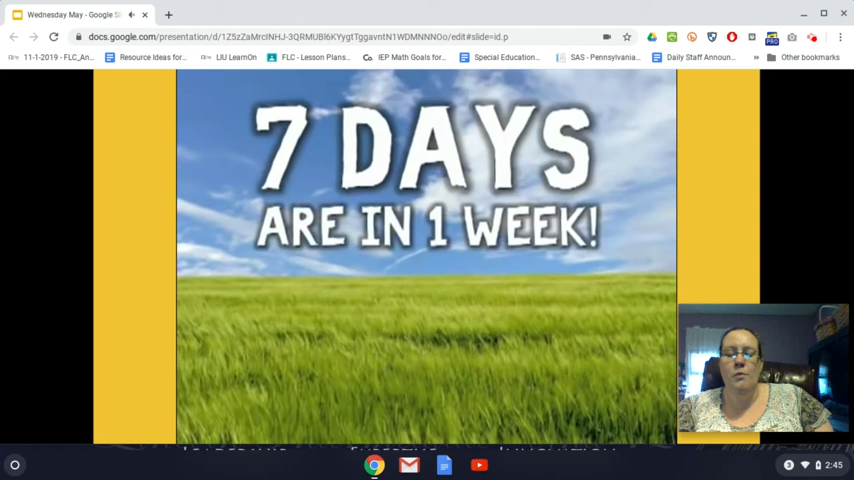 Wednesday May - Google Sl
docs.google.com/presentation/d/1Z5zZaMrcINHJ-3QRMUBl6KYygtTggavntN1WDMNNNOo/edit#slide=id.p
11-1-2019 - FLC_An...
Resource Ideas for...
LIU LearnOn
FLC - Lesson Plans...
IEP Math Goals for...
Special Education...
SAS - Pennsylvania...
Daily Staff Announ...
»
Other bookmarks
7 DAYS
ARE IN 1 WEEK!
3
2:45